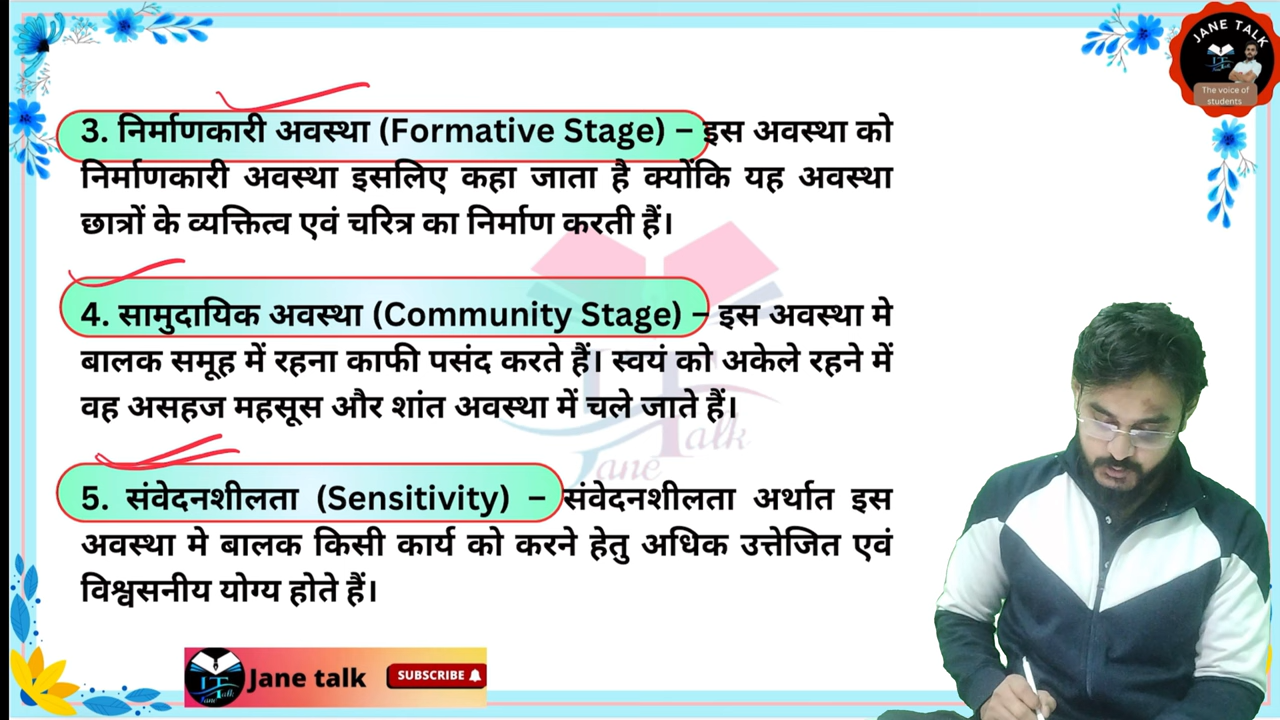 JANE TALK
The voice of
students
3. निर्माणकारी अवस्था (Formative Stage) – इस अवस्था को
निर्माणकारी अवस्था इसलिए कहा जाता है क्योंकि यह अवस्था
छात्रों के व्यक्तित्व एवं चरित्र का निर्माण करती हैं।
4. सामुदायिक अवस्था (Community Stage) – इस अवस्था मे
बालक समूह में रहना काफी पसंद करते हैं। स्वयं को अकेले रहने में
वह असहज महसूस और शांत अवस्था में चले जाते हैं।
Talk
Jane
5. संवेदनशीलता (Sensitivity) – संवेदनशीलता अर्थात इस
अवस्था मे बालक किसी कार्य को करने हेतु अधिक उत्तेजित एवं
विश्वसनीय योग्य होते हैं।
Jane talk
SUBSCRIBE